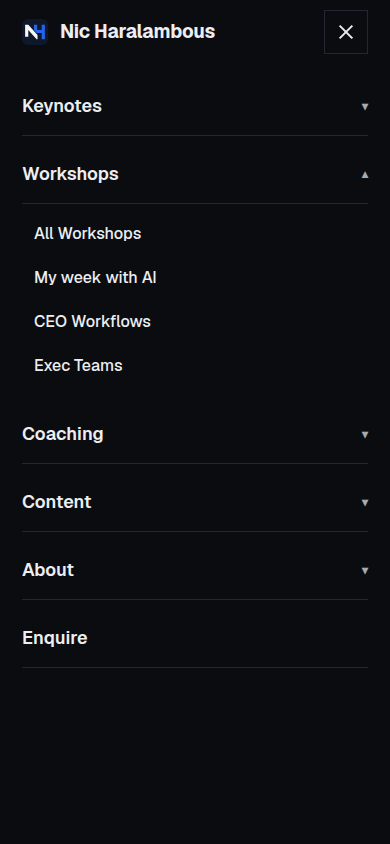 NH Nic Haralambous
Keynotes
Workshops
All Workshops
My week with AI
CEO Workflows
Exec Teams
Coaching
Content
About
Enquire